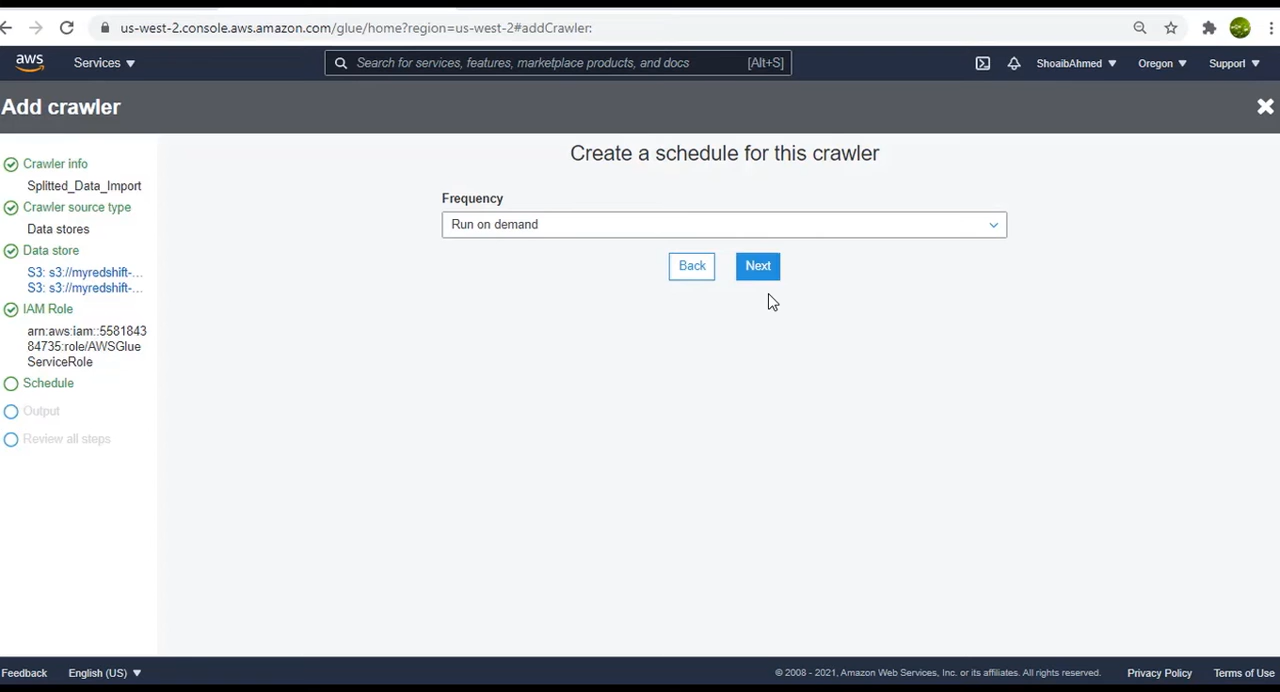 us-west-2.console.aws.amazon.com/glue/home?region=us-west-2#addCrawler:
aws
Services
Search for services, features, marketplace products, and docs
[Alt+S]
ShoaibAhmed
Oregon
Support
Add crawler
Crawler info
Splitted_Data_Import
Crawler source type
Data stores
Data store
S3: s3://myredshift-...
S3: s3://myredshift-...
IAM Role
arn:aws:iam::5581843
84735:role/AWSGlue
ServiceRole
Schedule
Output
Review all steps
Create a schedule for this crawler
Frequency
Run on demand
Back
Next
Feedback
English (US)
© 2008 - 2021, Amazon Web Services, Inc. or its affiliates. All rights reserved.
Privacy Policy
Terms of Use